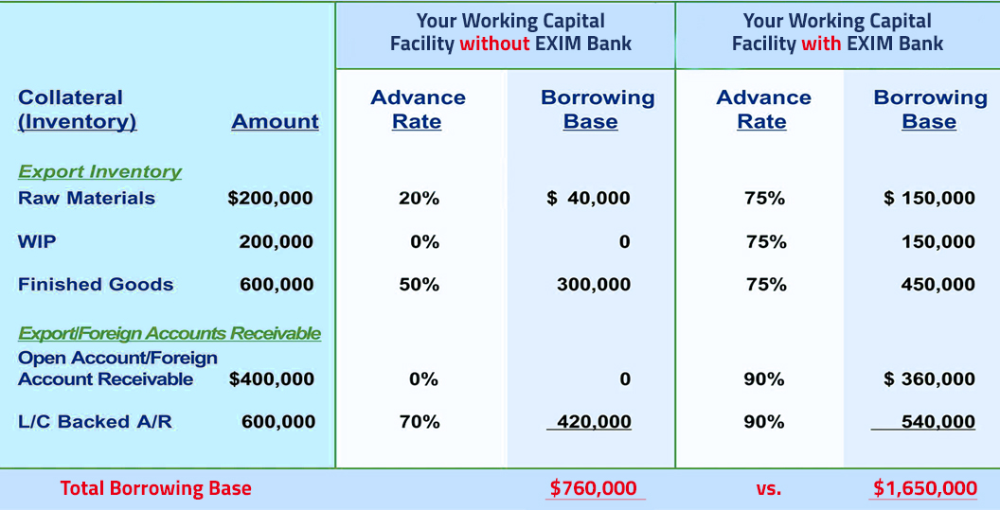 Your Working Capital Facility without EXIM Bank
Your Working Capital Facility with EXIM Bank
Collateral (Inventory) Amount Advance Rate Borrowing Base Advance Rate Borrowing Base
Export Inventory
Raw Materials $200,000 20% $ 40,000 75% $ 150,000
WIP 200,000 0% 0 75% 150,000
Finished Goods 600,000 50% 300,000 75% 450,000
Export/Foreign Accounts Receivable
Open Account/Foreign
Account Receivable $400,000 0% 0 90% $ 360,000
L/C Backed A/R 600,000 70% 420,000 90% 540,000
Total Borrowing Base $760,000 vs. $1,650,000